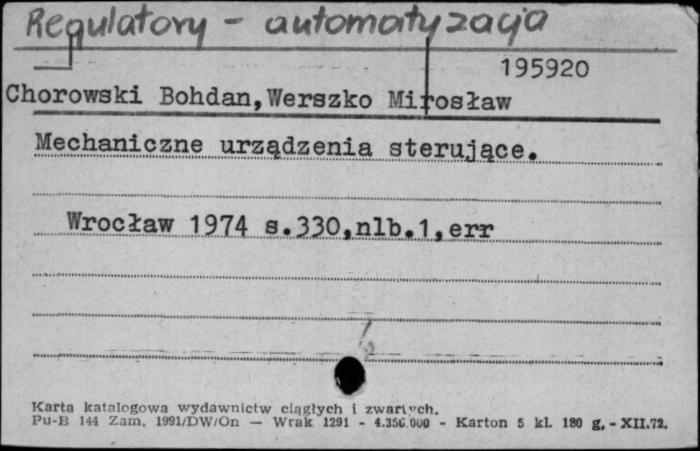 Regulatory - automatyzacja
195920
Chorowski Bohdan, Werszko Mirosław
Mechaniczne urządzenia sterujące.
Wrocław 1974 s.330,nlb.1,err
Karta katalogowa wydawnictw ciągłych i zwartych.
Pu-B 144 Zam. 1991/DW/On — Wrak 1291 - 4.350.000 - Karton 5 kl. 180 g. - XII.72.